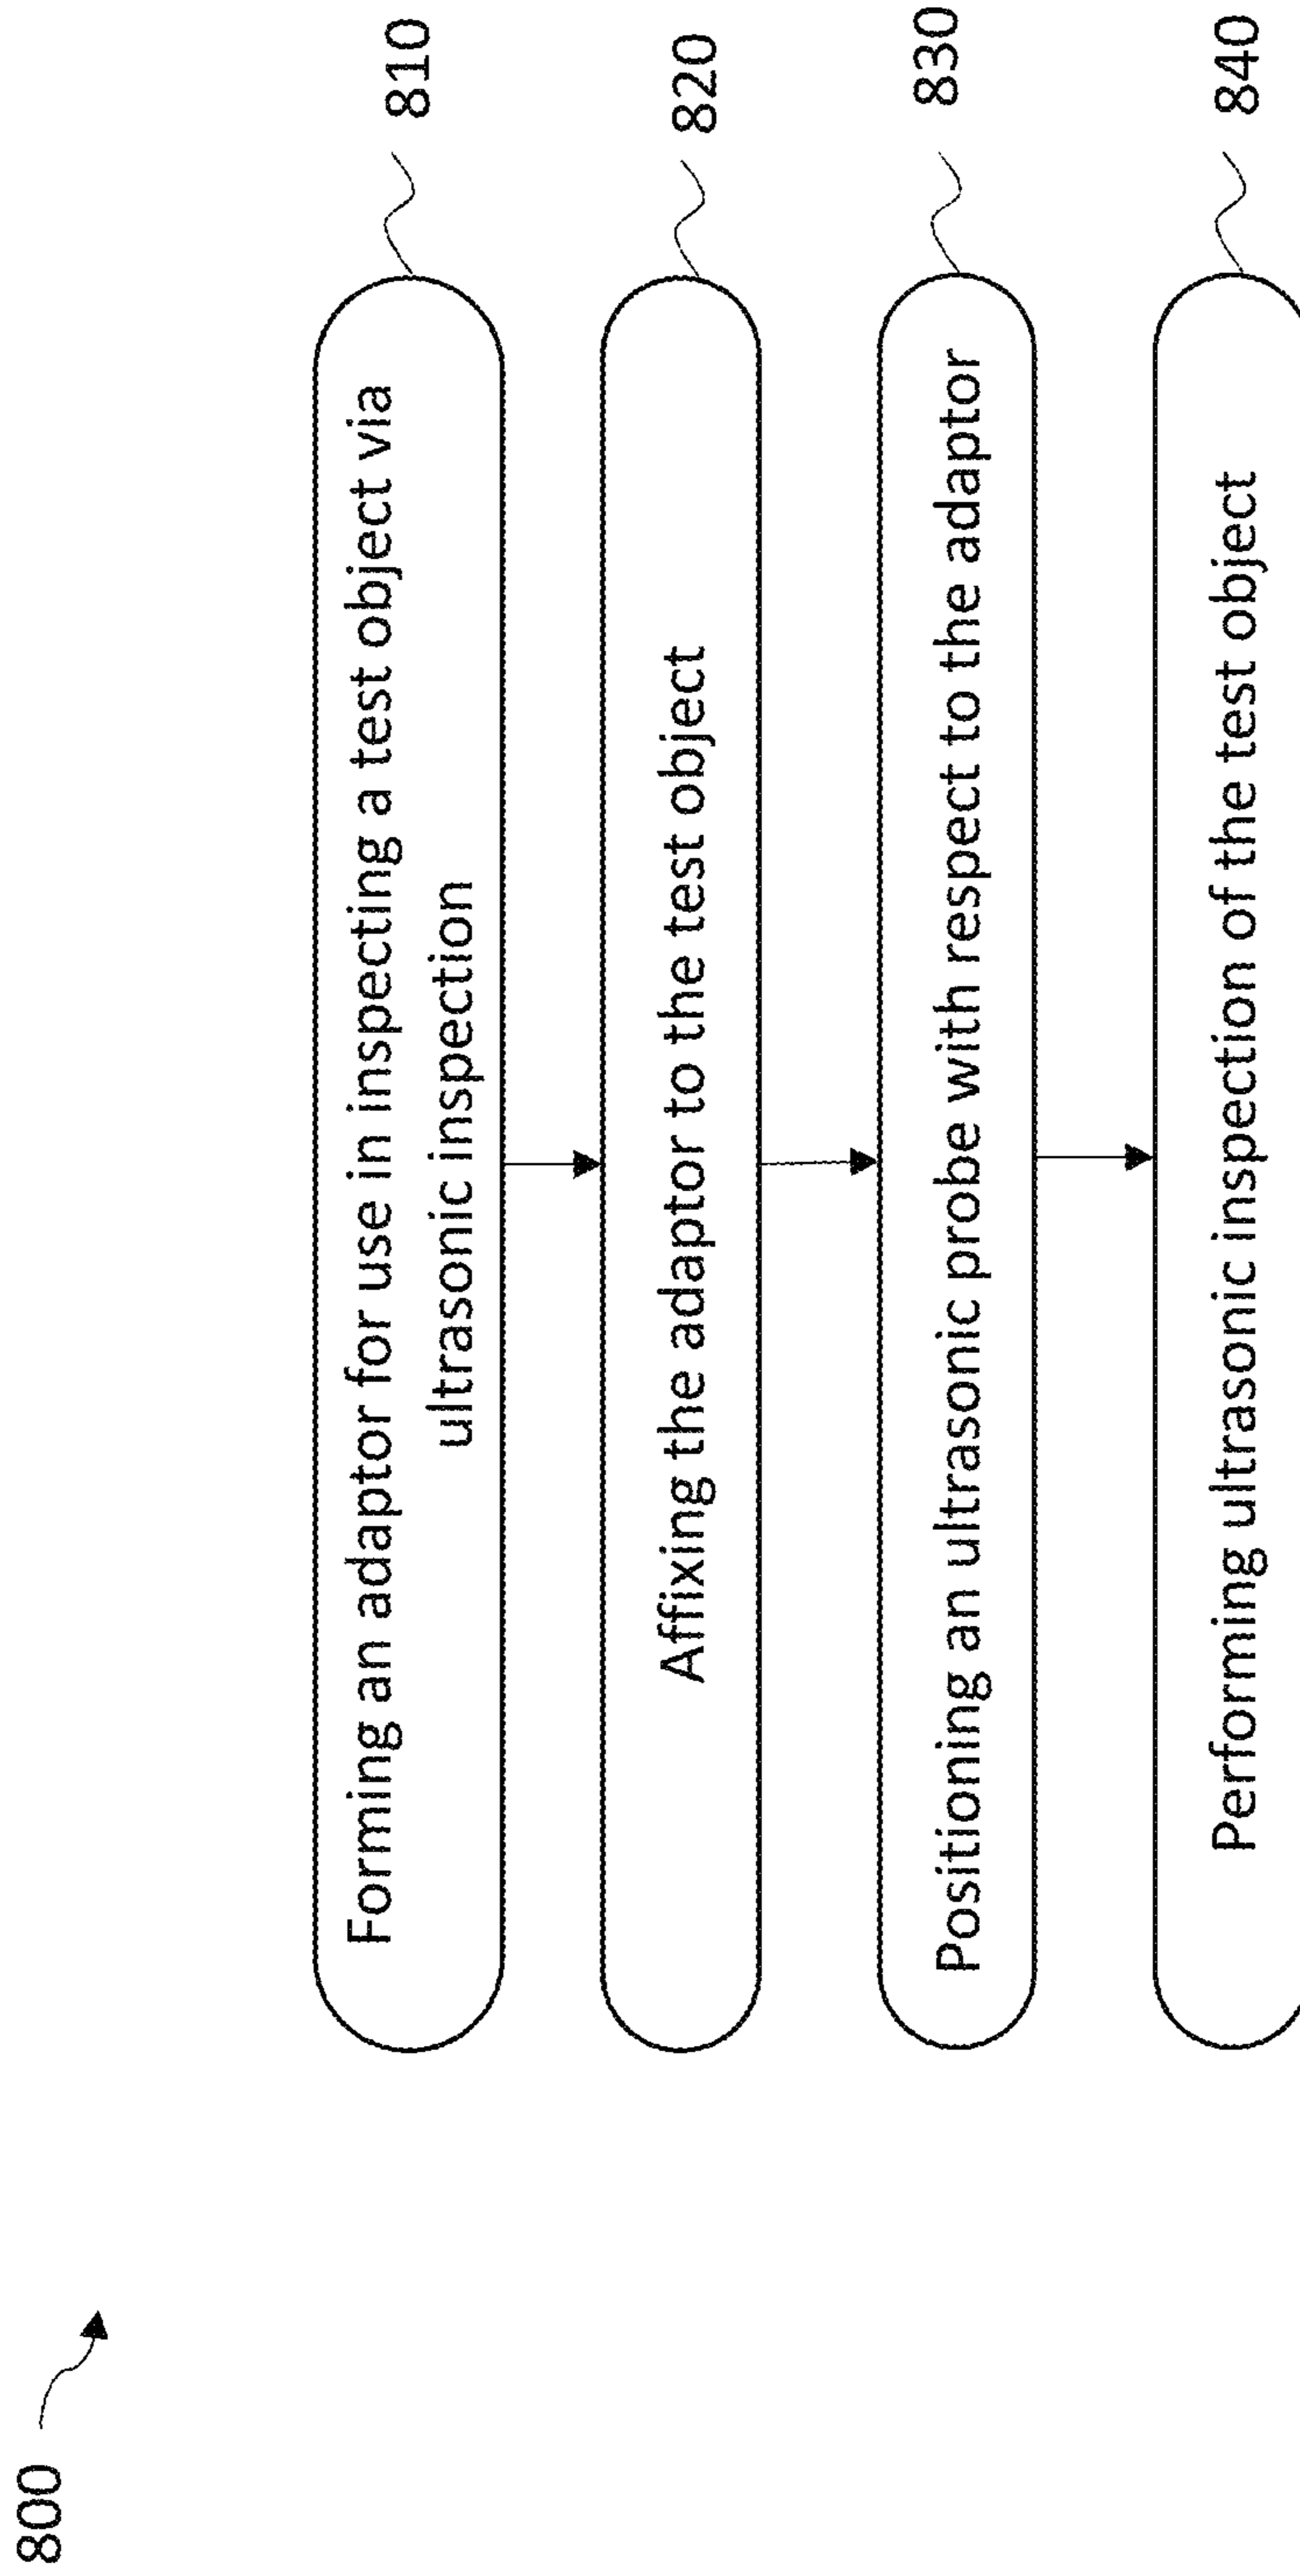 800
Forming an adaptor for use in inspecting a test object via
ultrasonic inspection
810
Affixing the adaptor to the test object
820
Positioning an ultrasonic probe with respect to the adaptor
830
Performing ultrasonic inspection of the test object
840